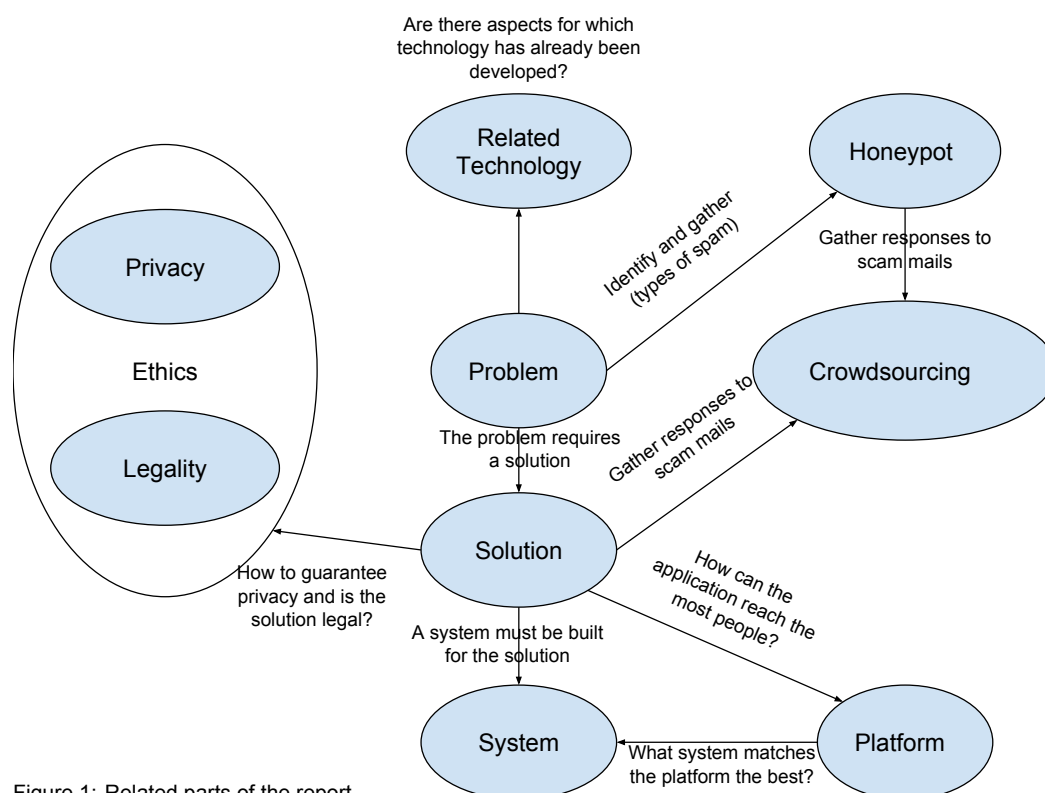 Are there aspects for which
technology has already been
developed?
Related
Technology
Honeypot
Identify and gather
(types of spam)
Gather responses to
scam mails
Privacy
Ethics
Legality
Problem
Crowdsourcing
The problem requires
a solution
Gather responses to
scam mails
Solution
How to guarantee
privacy and is the
solution legal?
How can the
application reach the
most people?
A system must be built
for the solution
System
Platform
What system matches
the platform the best?
Figure 1: Related parts of the report